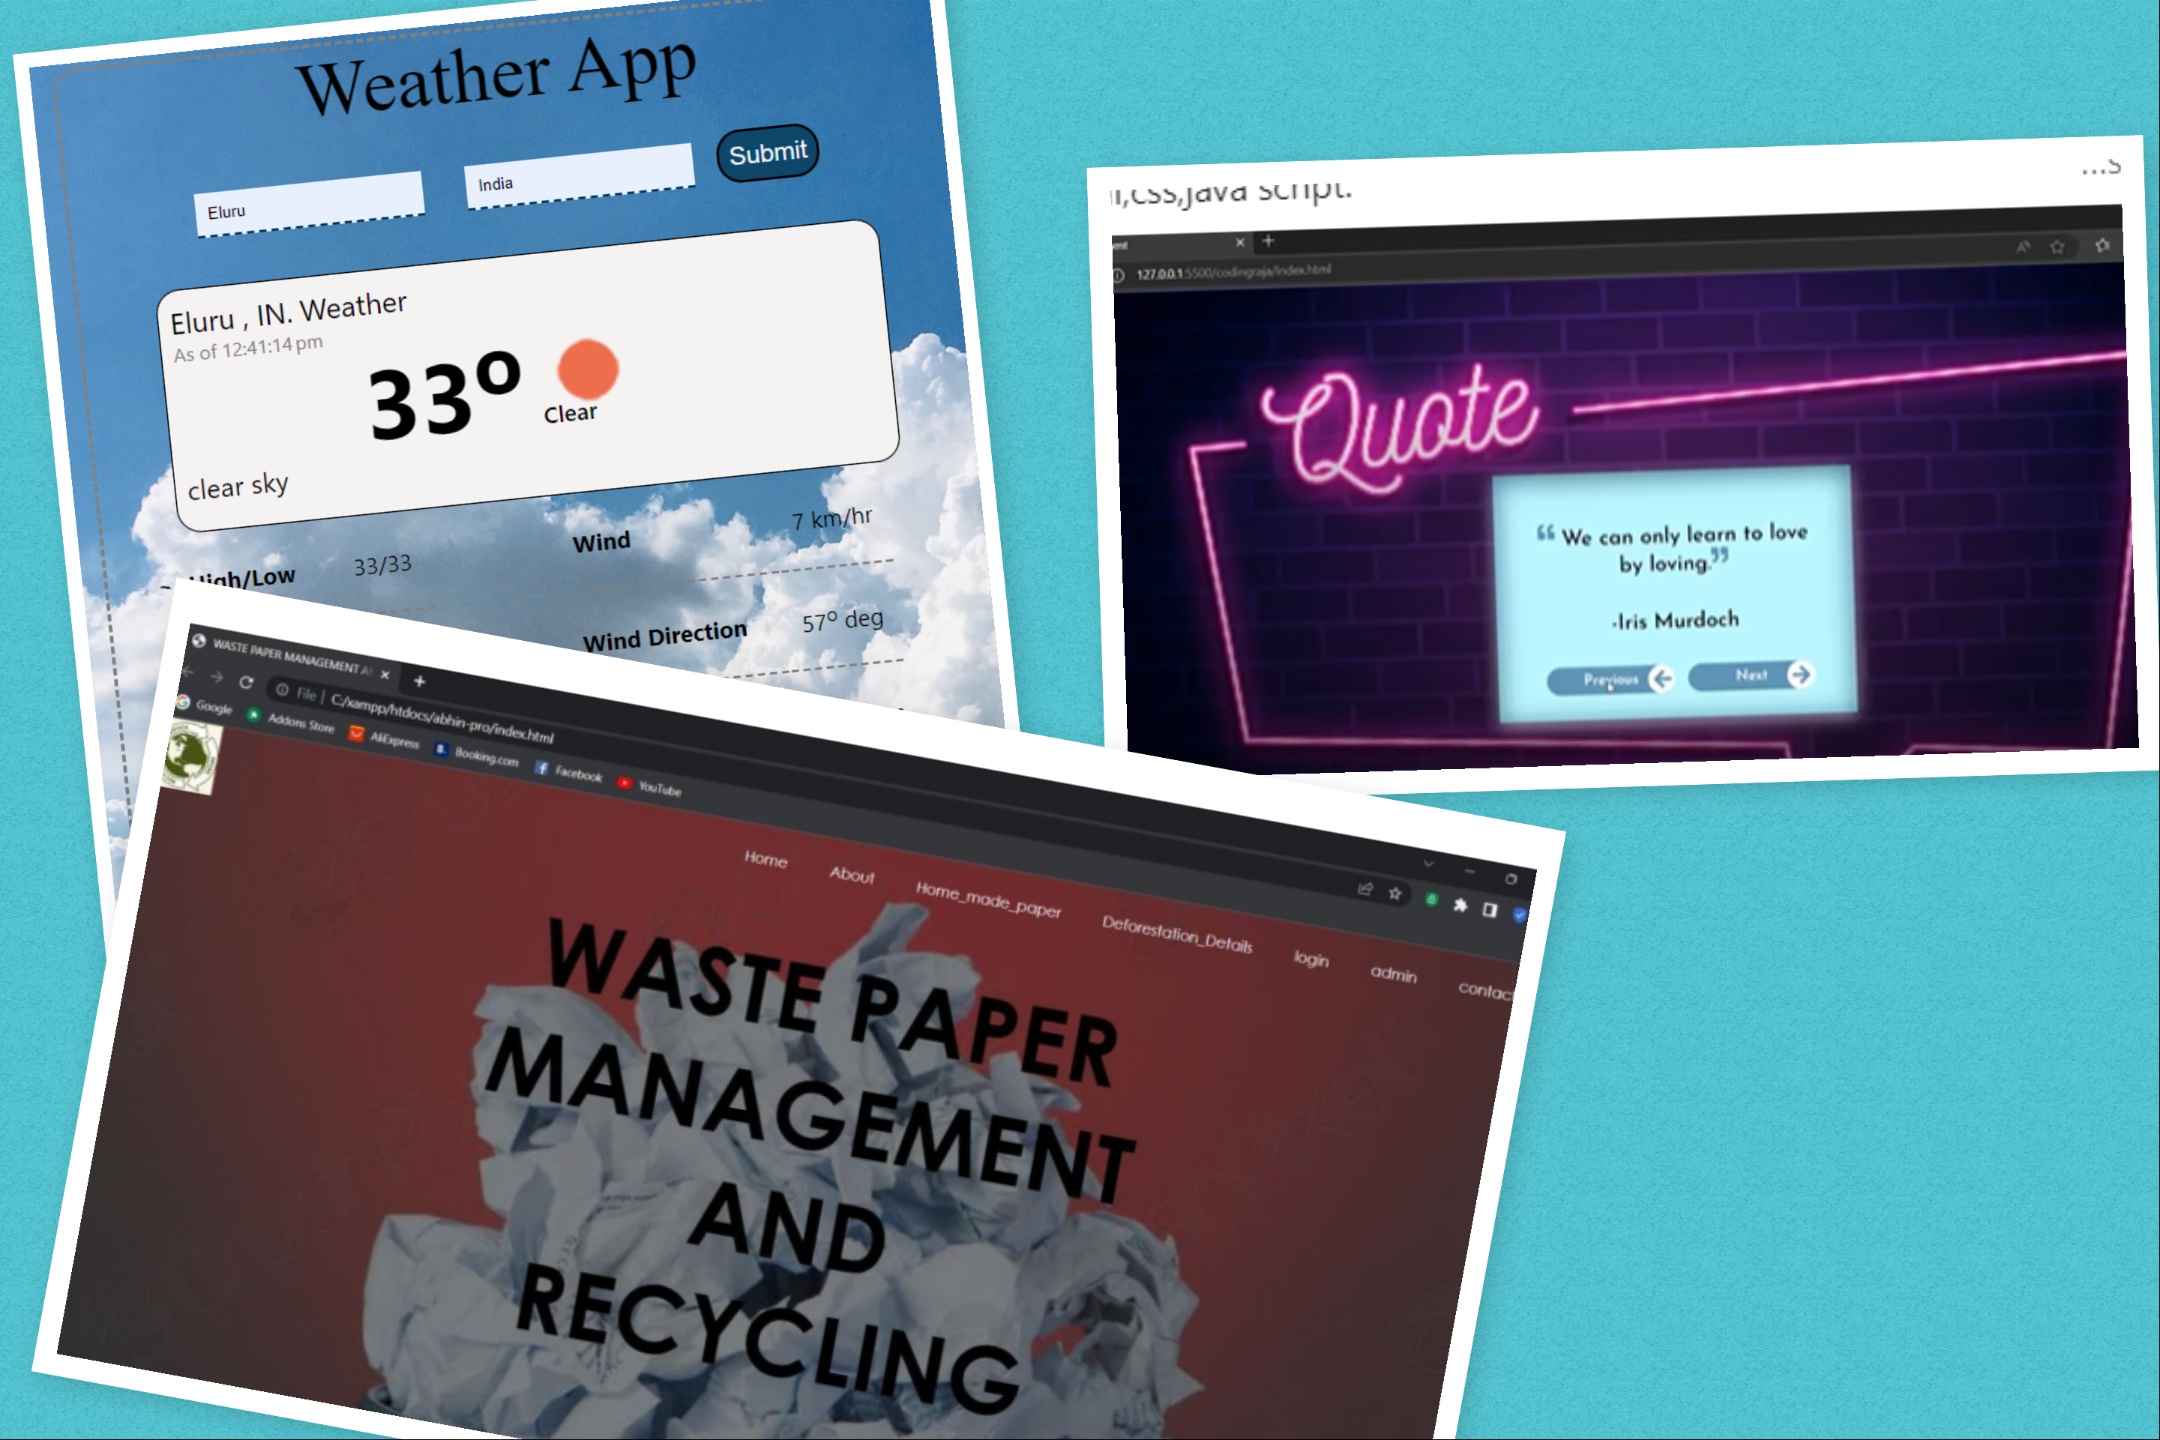 Weather App
Eluru
India
Submit
Eluru , IN. Weather
As of 12:41:14 pm
33º
Clear
clear sky
High/Low 33/33
Wind 7 km/hr
Wind Direction 57º deg
...s
,css,java script.
127.0.0.1:5500/codingraja/index.html
Quote
“ We can only learn to love
by loving.”
-Iris Murdoch
Previous
Next
WASTE PAPER MANAGEMENT A
File | C:/xampp/htdocs/abhin-pro/index.html
Google Addons Store AliExpress Booking.com Facebook YouTube
Home About Home_made_paper Deforestation_Details login admin contac
WASTE PAPER
MANAGEMENT
AND
RECYCLING